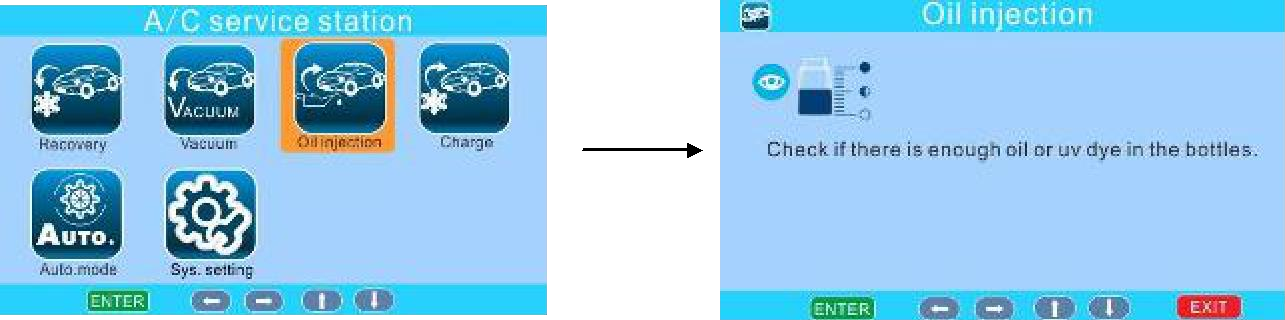 A/C service station
VACUUM
Recovery
Vacuum
Oil injection
Charge
AUTO.
Auto.mode
Sys. setting
ENTER
Oil injection
Check if there is enough oil or uv dye in the bottles.
ENTER
EXIT